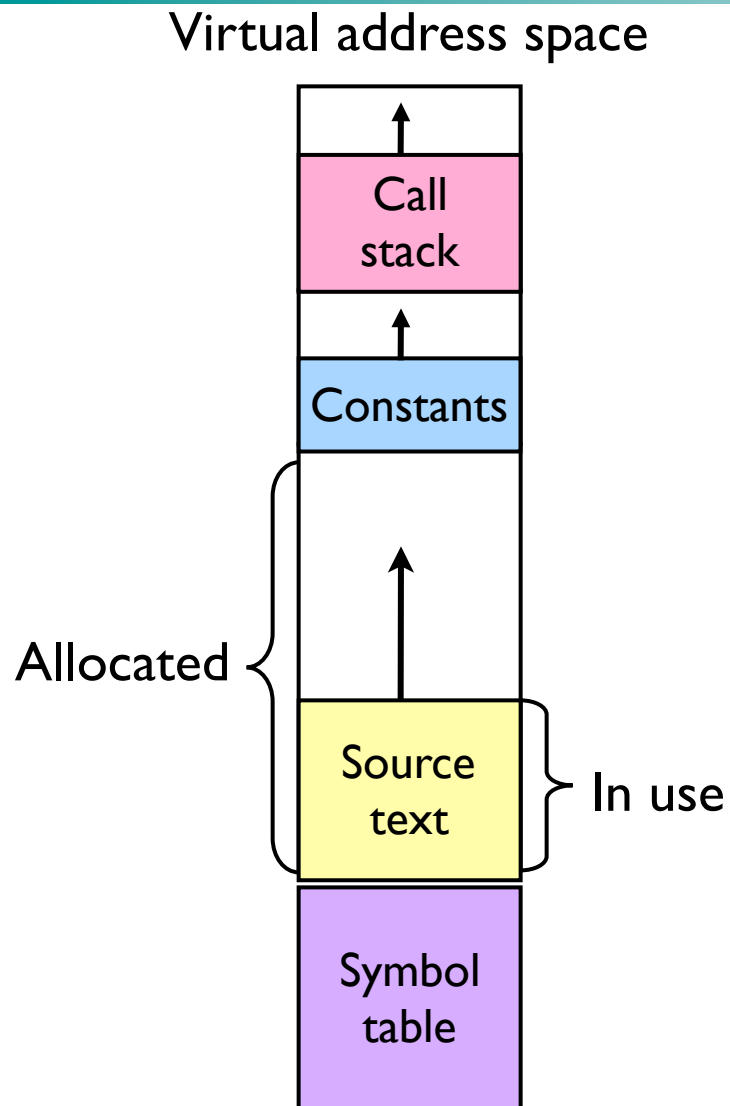 Virtual address space
Call
stack
Constants
Allocated
Source
text
In use
Symbol
table